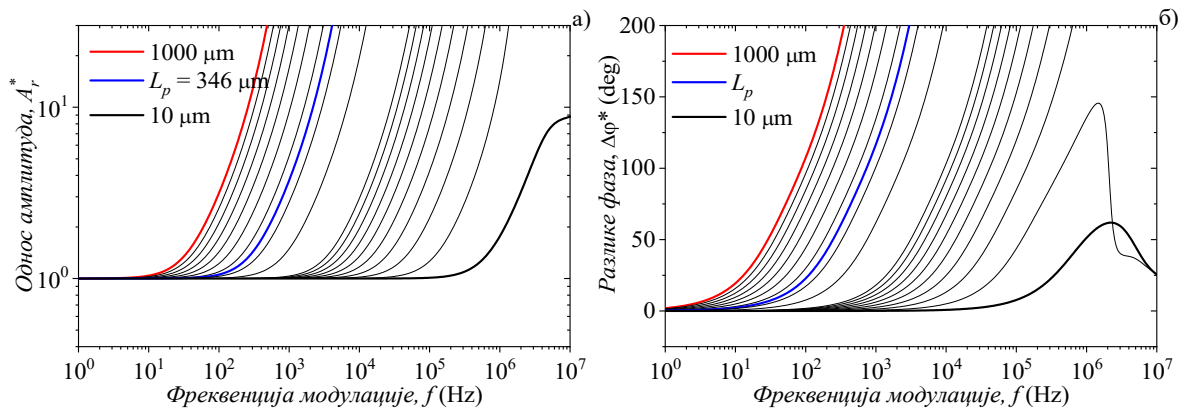 а)
1000 μm
L_p = 346 μm
10 μm
Однос амплитуда, A_r^*
10^1
10^0
10^0 10^1 10^2 10^3 10^4 10^5 10^6 10^7
Фреквенција модулације, f (Hz)
б)
1000 μm
L_p
10 μm
Разлике фаза, Δφ* (deg)
200
150
100
50
0
10^0 10^1 10^2 10^3 10^4 10^5 10^6 10^7
Фреквенција модулације, f (Hz)